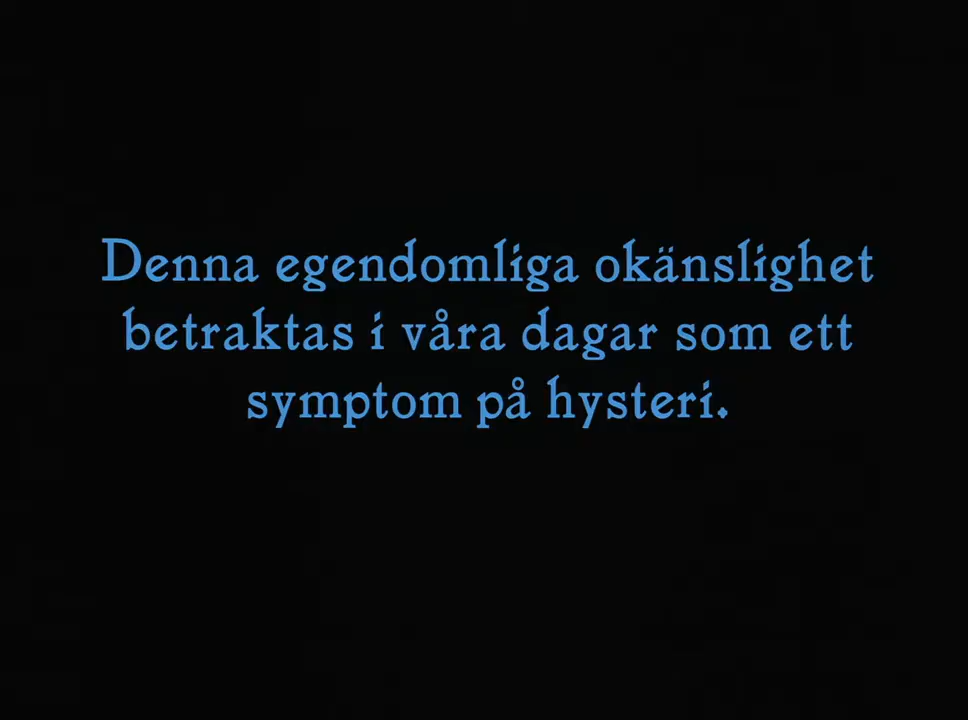 Denna egendomliga okänslighet
betraktas i våra dagar som ett
symptom på hysteri.